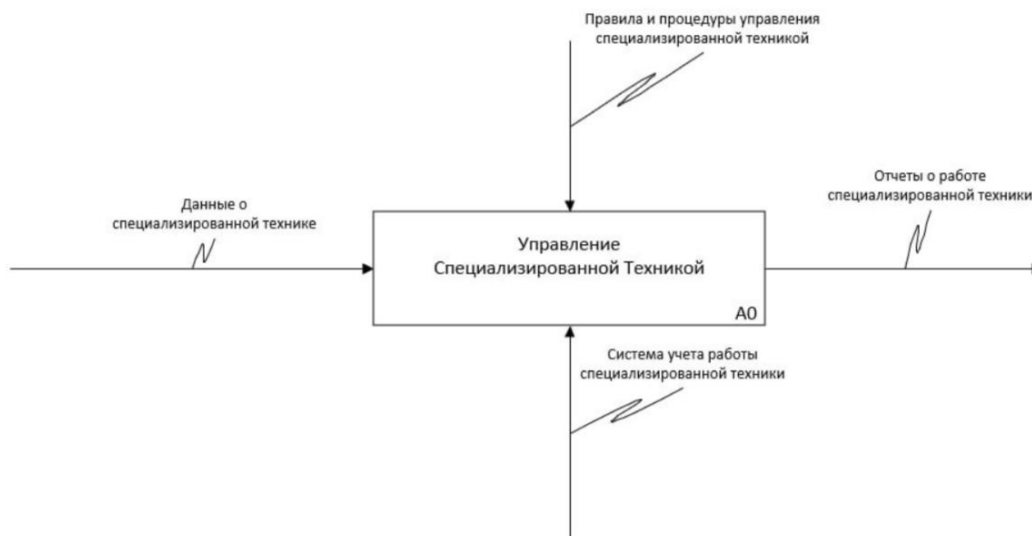 Правила и процедуры управления
специализированной техникой
Отчеты о работе
специализированной техники
Данные о
специализированной технике
Управление
Специализированной Техникой
A0
Система учета работы
специализированной техники